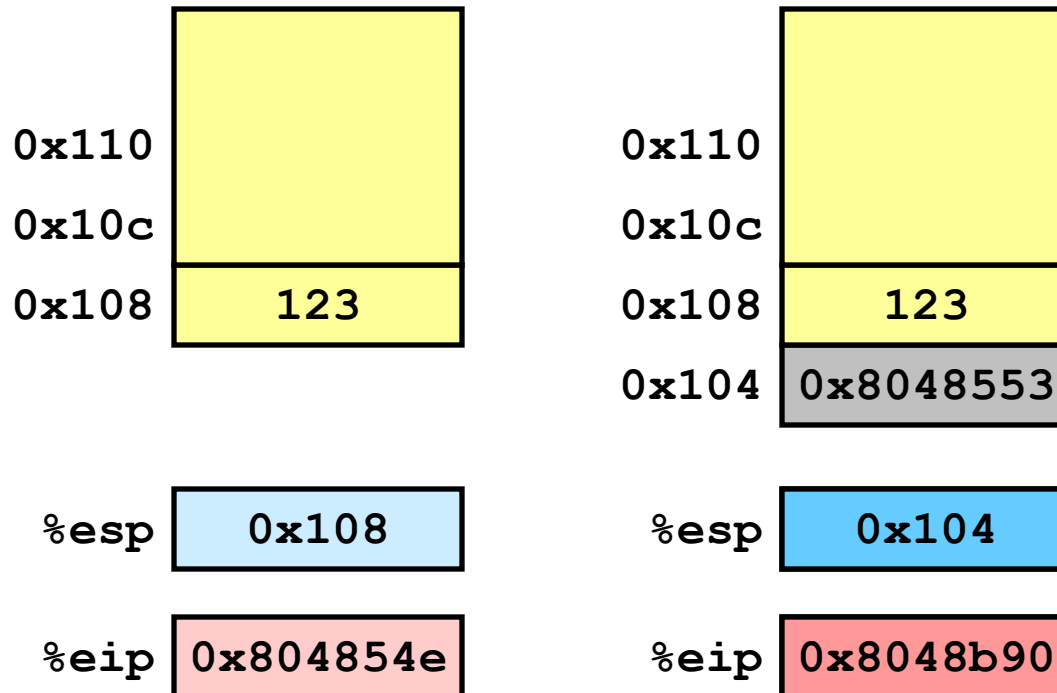 0x110 0x110
0x10c 0x10c
0x108 123 0x108 123
0x104 0x8048553
%esp 0x108 %esp 0x104
%eip 0x804854e %eip 0x8048b90